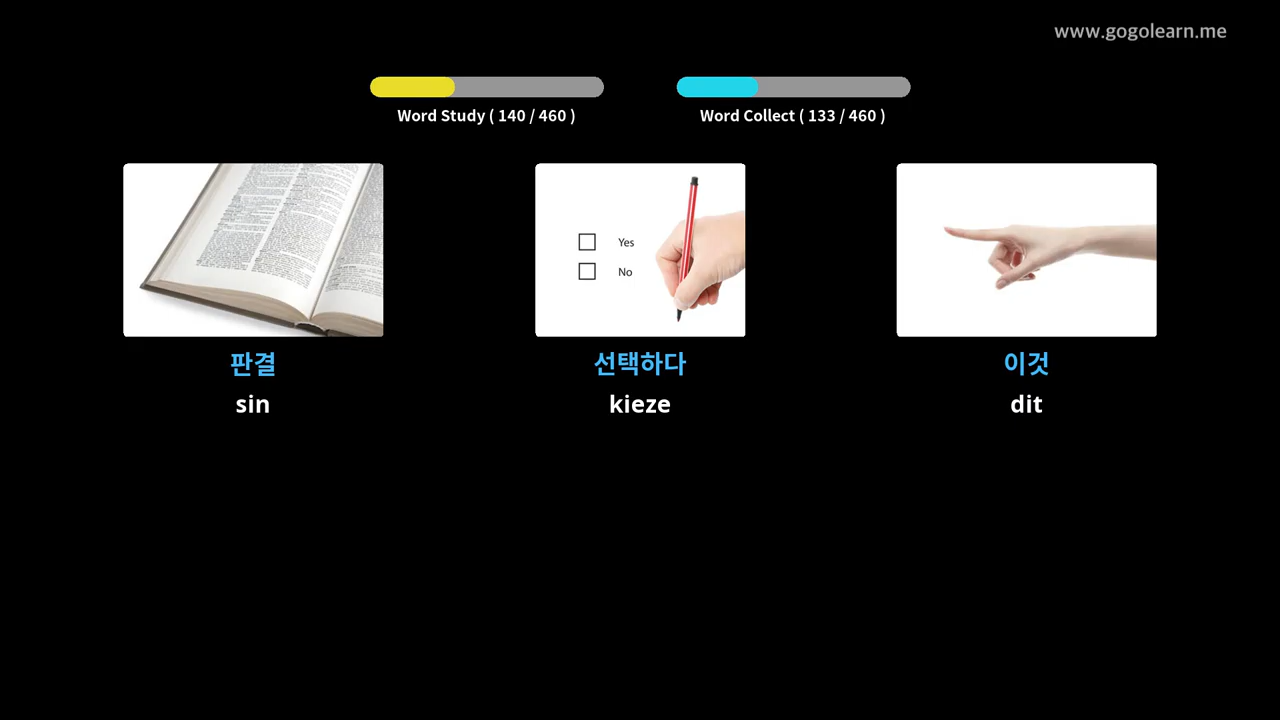 www.gogolearn.me
Word Study ( 140 / 460 )
Word Collect ( 133 / 460 )
Yes
No
판결
sin
선택하다
kieze
이것
dit